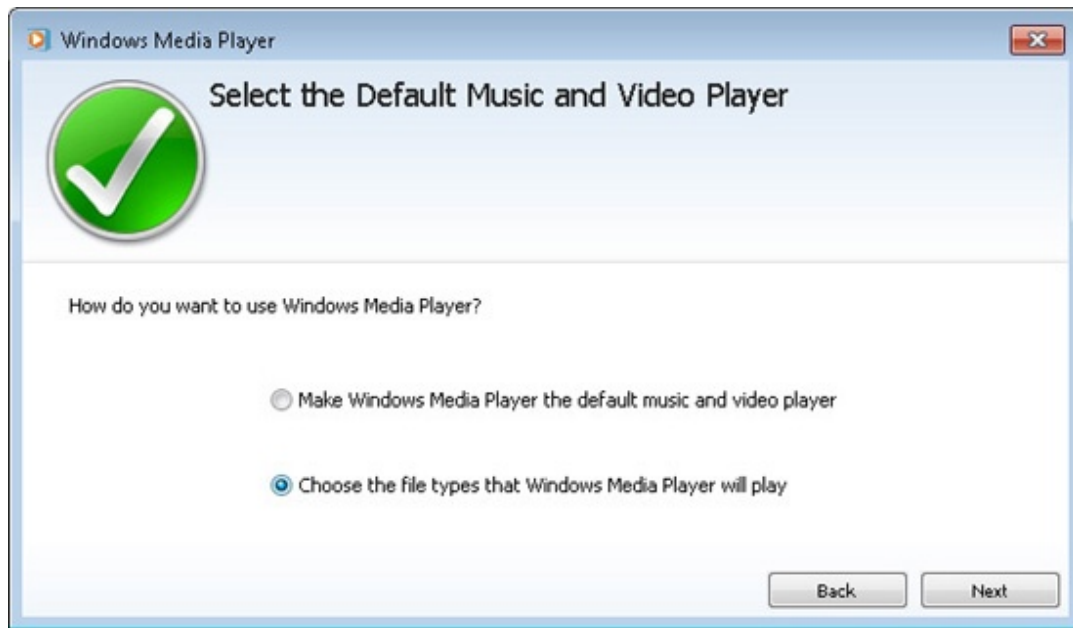 Windows Media Player
Select the Default Music and Video Player
How do you want to use Windows Media Player?
Make Windows Media Player the default music and video player
Choose the file types that Windows Media Player will play
Back Next